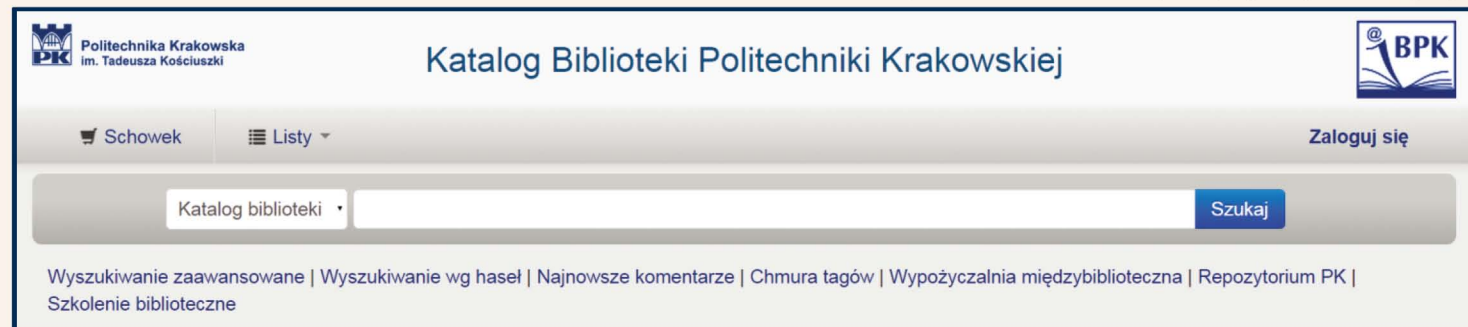 Politechnika Krakowska
im. Tadeusza Kościuszki
PK
Katalog Biblioteki Politechniki Krakowskiej
@BPK
Schowek
Listy
Zaloguj się
Katalog biblioteki
Szukaj
Wyszukiwanie zaawansowane | Wyszukiwanie wg haseł | Najnowsze komentarze | Chmura tagów | Wypożyczalnia międzybiblioteczna | Repozytorium PK |
Szkolenie biblioteczne